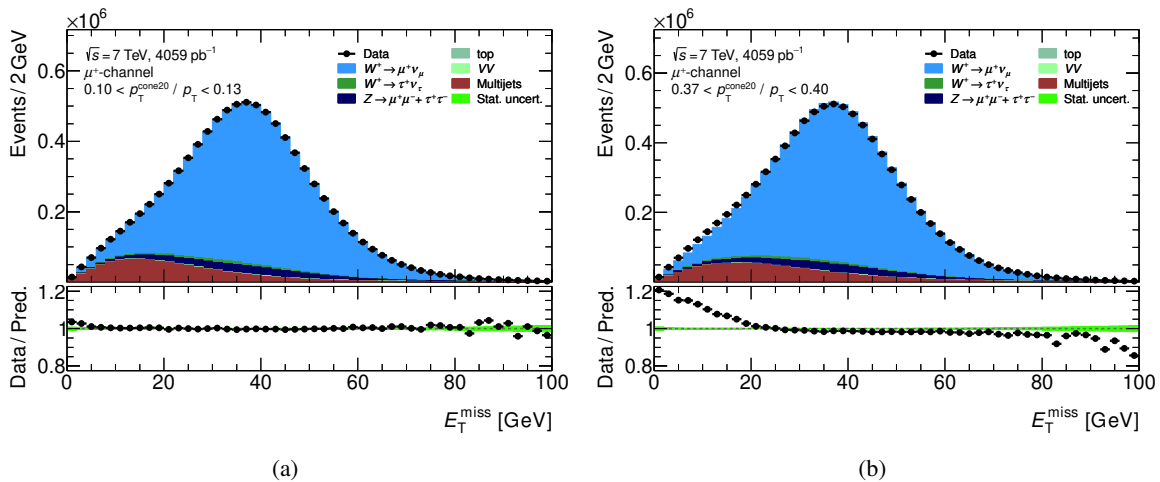 ×10⁶
√s = 7 TeV, 4059 pb⁻¹
μ⁺-channel
0.10 < p_T^cone20 / p_T < 0.13
Data
W⁺→μ⁺ν_μ
W⁺→τ⁺ν_τ
Z→μ⁺μ⁻+ τ⁺τ⁻
top
VV
Multijets
Stat. uncert.
Events / 2 GeV
0.6
0.4
0.2
Data / Pred.
1.2
1
0.8
0 20 40 60 80 100
E_T^miss [GeV]
(a)
×10⁶
√s = 7 TeV, 4059 pb⁻¹
μ⁺-channel
0.37 < p_T^cone20 / p_T < 0.40
Data
W⁺→μ⁺ν_μ
W⁺→τ⁺ν_τ
Z→μ⁺μ⁻+ τ⁺τ⁻
top
VV
Multijets
Stat. uncert.
Events / 2 GeV
0.6
0.4
0.2
Data / Pred.
1.2
1
0.8
0 20 40 60 80 100
E_T^miss [GeV]
(b)